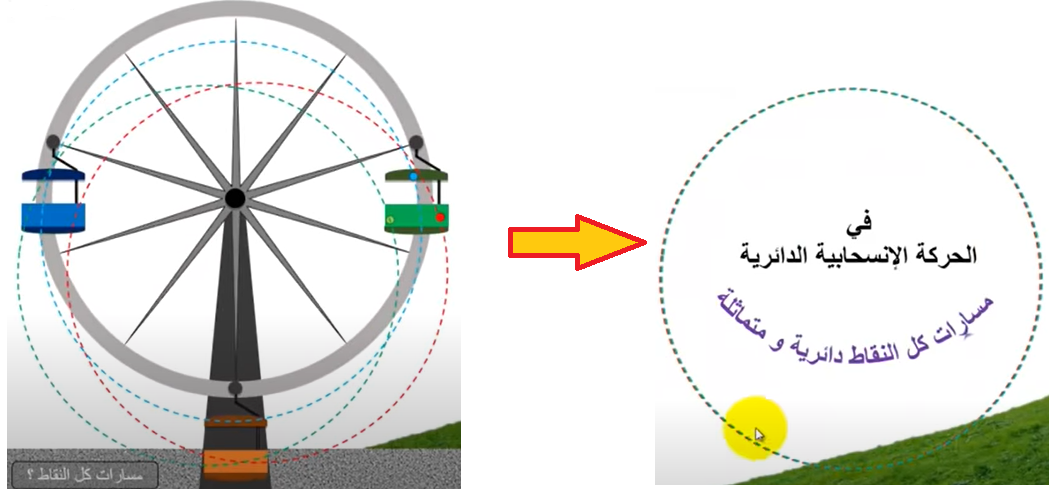 مسارات كل النقاط ؟
في
الحركة الإنسحابية الدائرية
مسارات كل النقاط دائرية و متماثلة